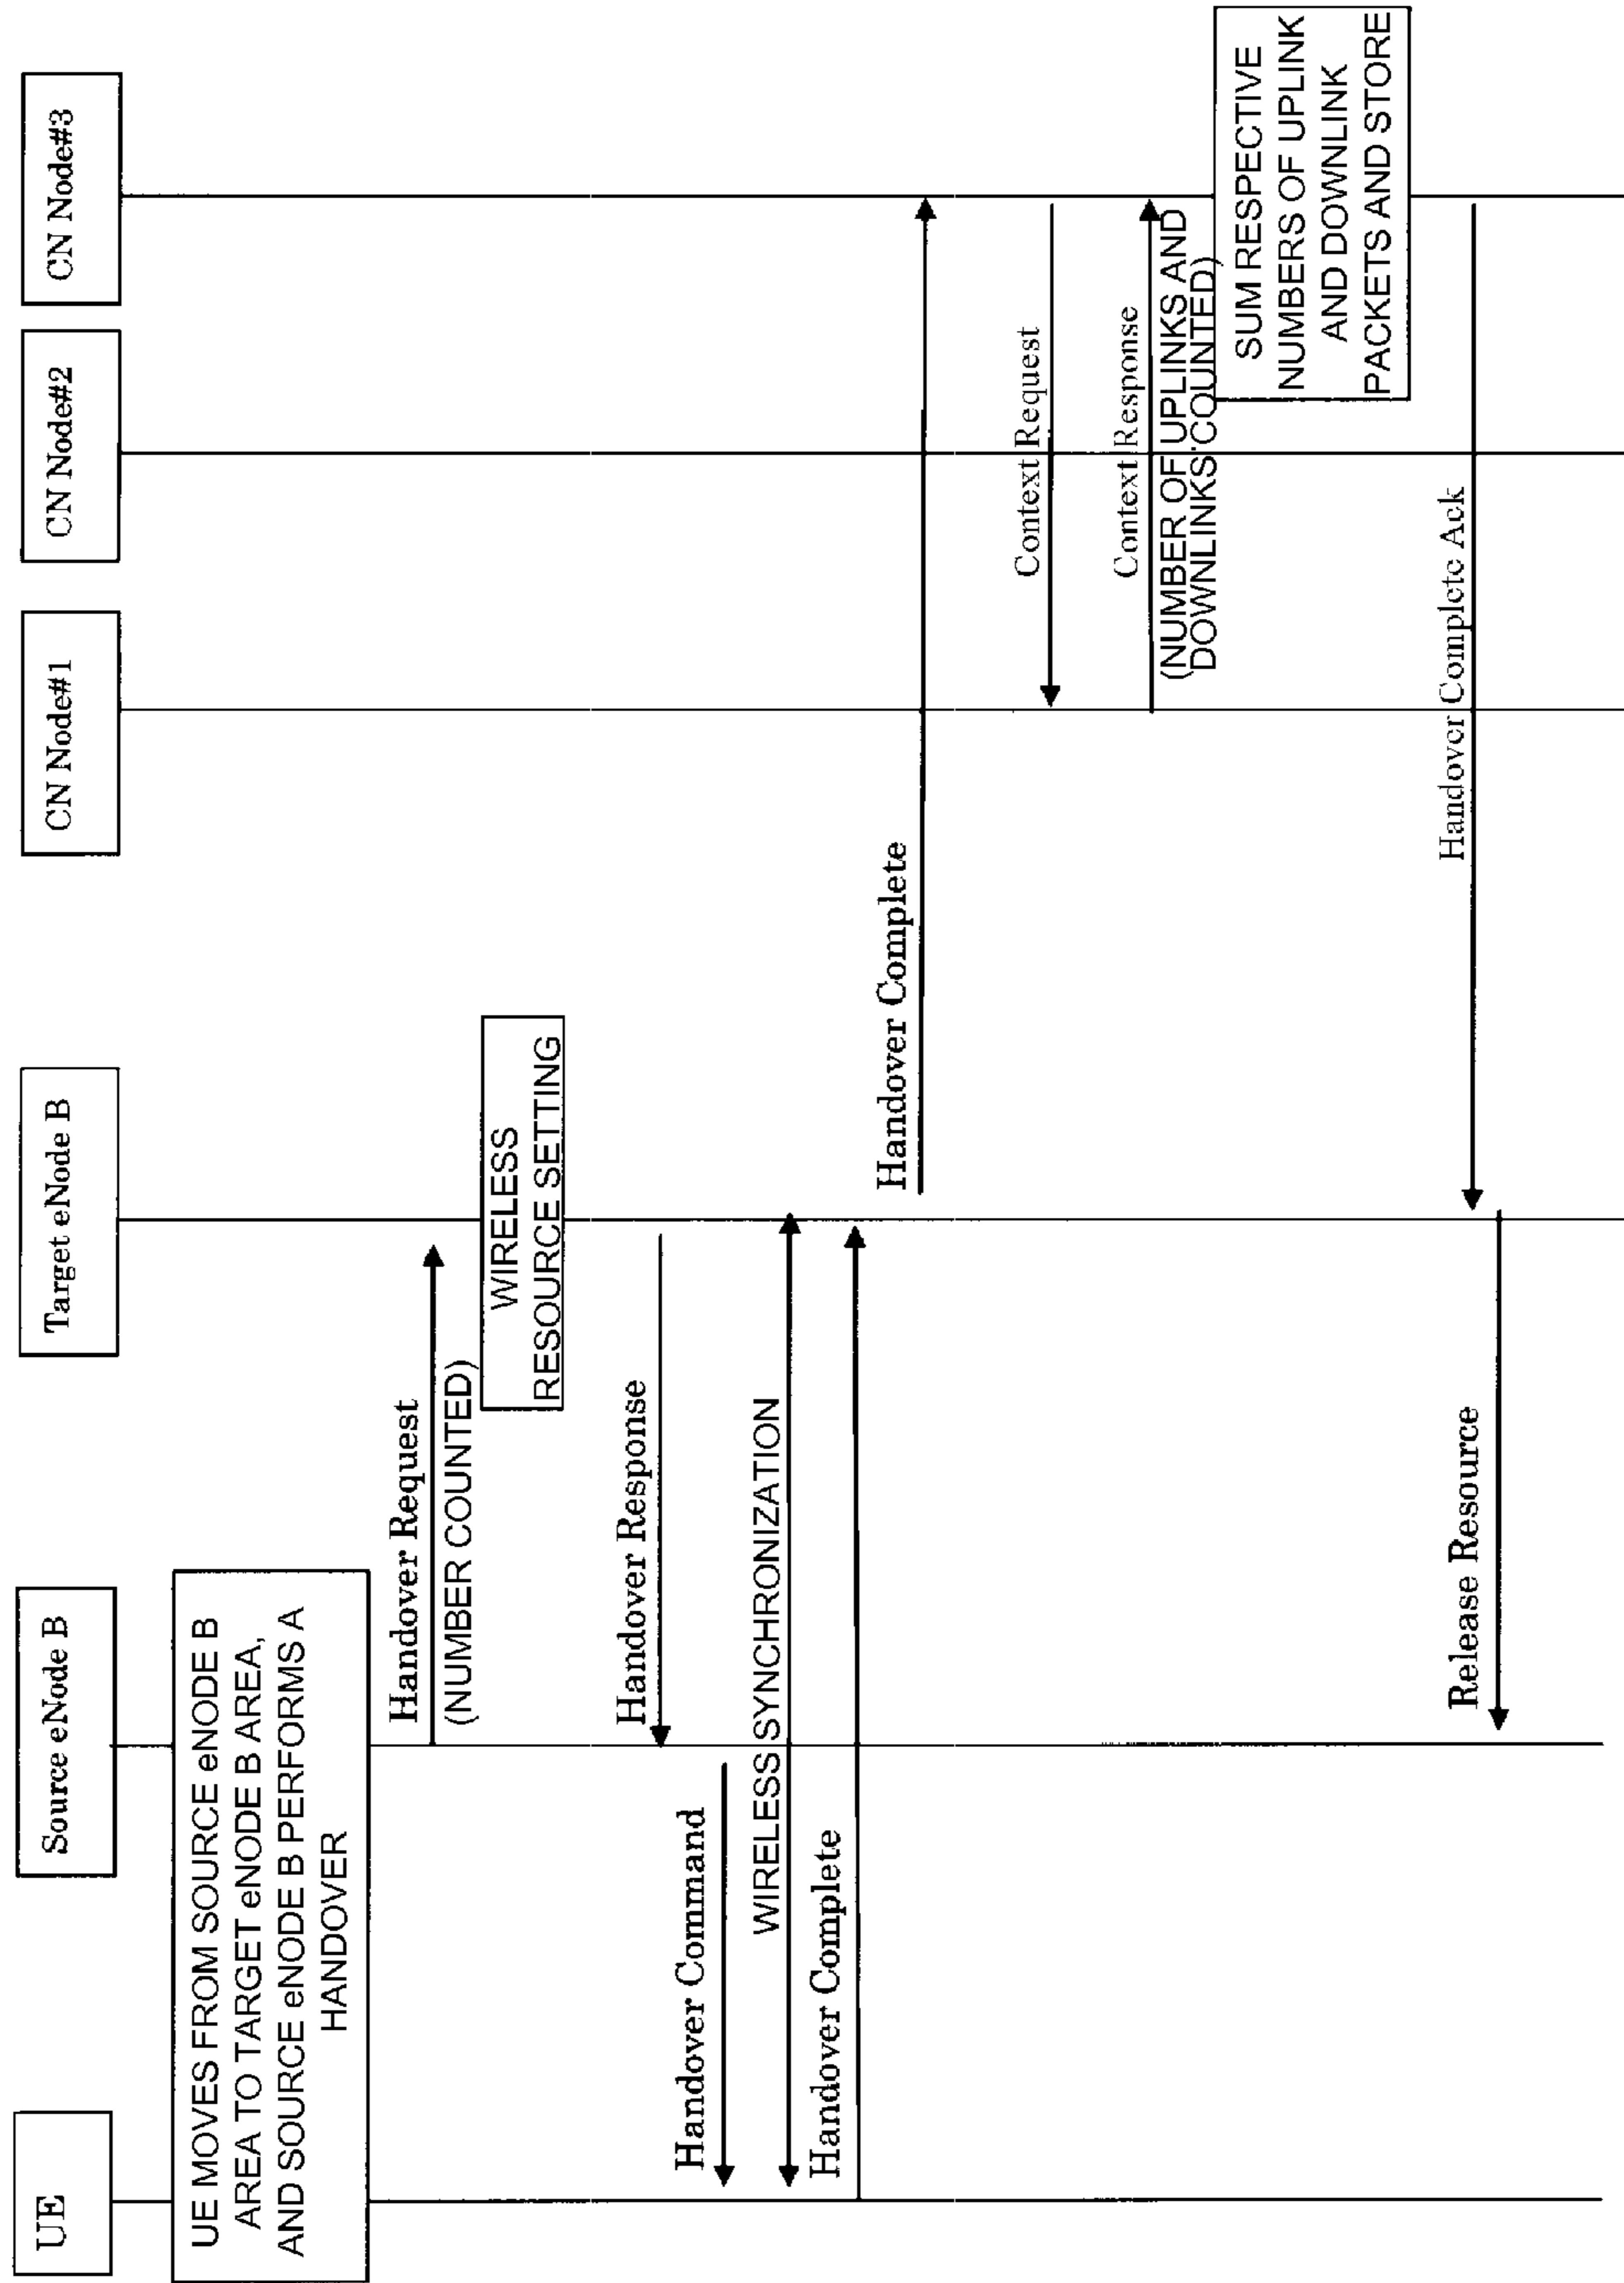 UE
Source eNode B
Target eNode B
CN Node#1
CN Node#2
CN Node#3
UE MOVES FROM SOURCE eNODE B
AREA TO TARGET eNODE B AREA,
AND SOURCE eNODE B PERFORMS A
HANDOVER
Handover Request
(NUMBER COUNTED)
WIRELESS
RESOURCE SETTING
Handover Response
Handover Command
WIRELESS SYNCHRONIZATION
Handover Complete
Handover Complete
Context Request
Context Response
(NUMBER OF UPLINKS AND
DOWNLINKS COUNTED)
SUM RESPECTIVE
NUMBERS OF UPLINK
AND DOWNLINK
PACKETS AND STORE
Handover Complete Ack
Release Resource